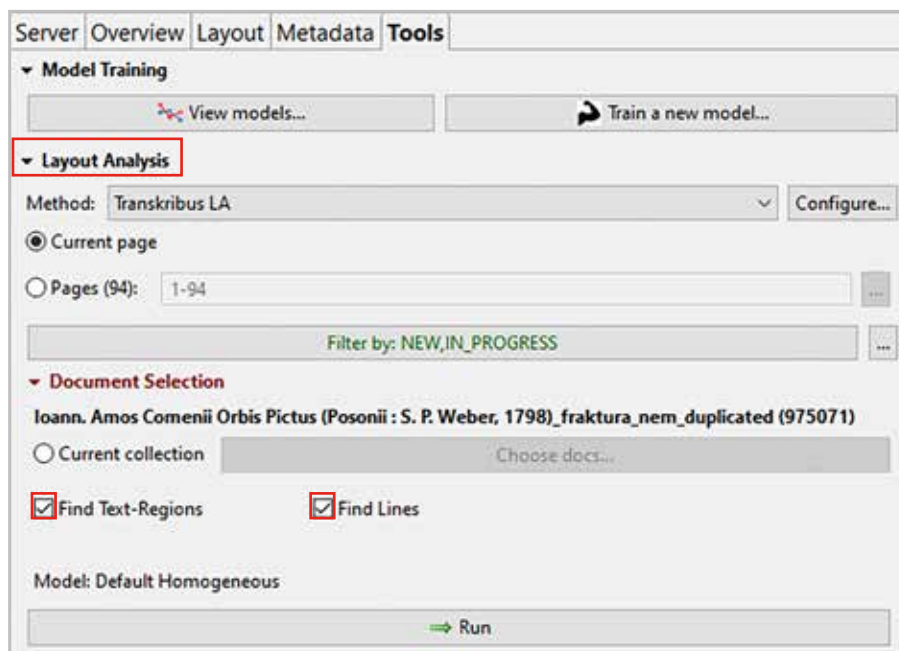 Server Overview Layout Metadata Tools
Model Training
View models... Train a new model...
Layout Analysis
Method: Transkribus LA Configure...
Current page
Pages (94): 1-94 ...
Filter by: NEW,IN_PROGRESS ...
Document Selection
Ioann. Amos Comenii Orbis Pictus (Posonii : S. P. Weber, 1798)_fraktura_nem_duplicated (975071)
Current collection Choose docs...
Find Text-Regions Find Lines
Model: Default Homogeneous
Run